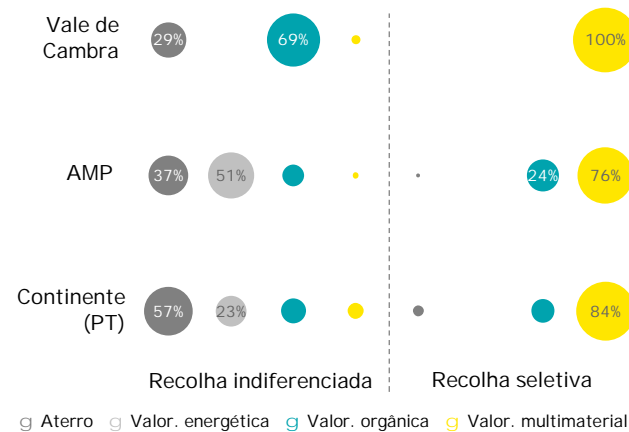 Vale de
Cambra
29%
69%
100%
AMP
37%
51%
24%
76%
Continente
(PT)
57%
23%
84%
Recolha indiferenciada
Recolha seletiva
g Aterro g Valor. energética g Valor. orgânica g Valor. multimaterial